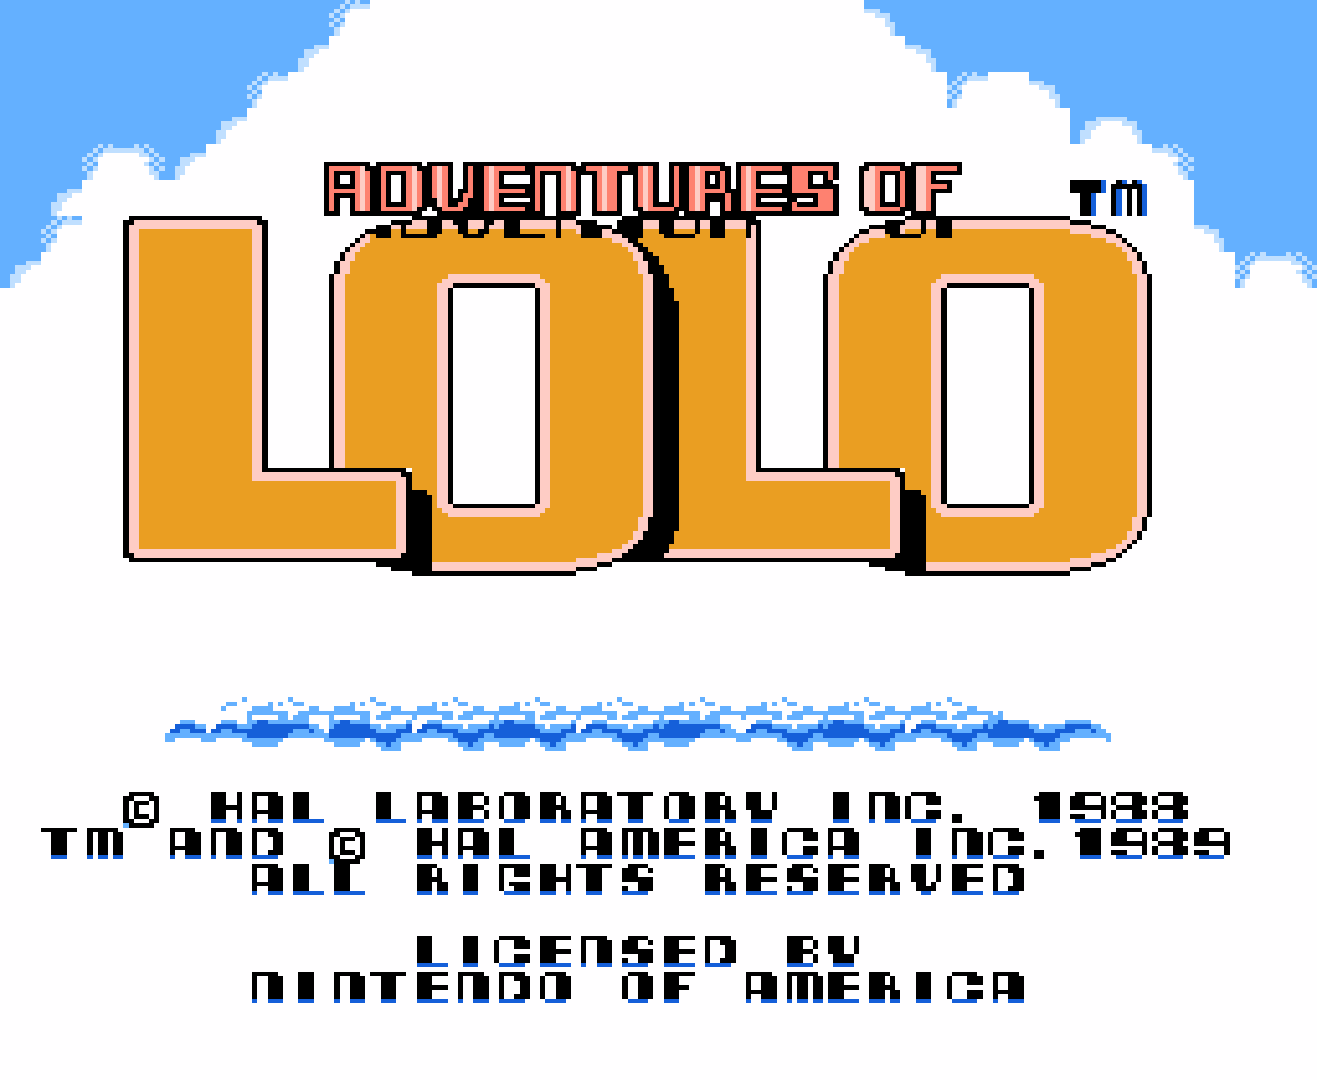 ADVENTURES OF
LOLO ™
© HAL LABORATORY INC. 1988
TM AND © HAL AMERICA INC. 1989
ALL RIGHTS RESERVED
LICENSED BY
NINTENDO OF AMERICA